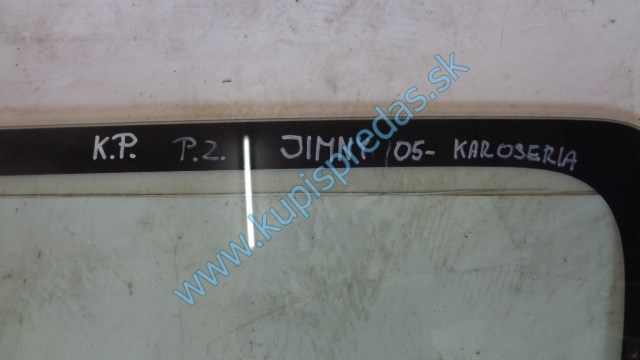 K.P. P.Z. JIMNY 05- KAROSERIA
www.kupispredas.sk